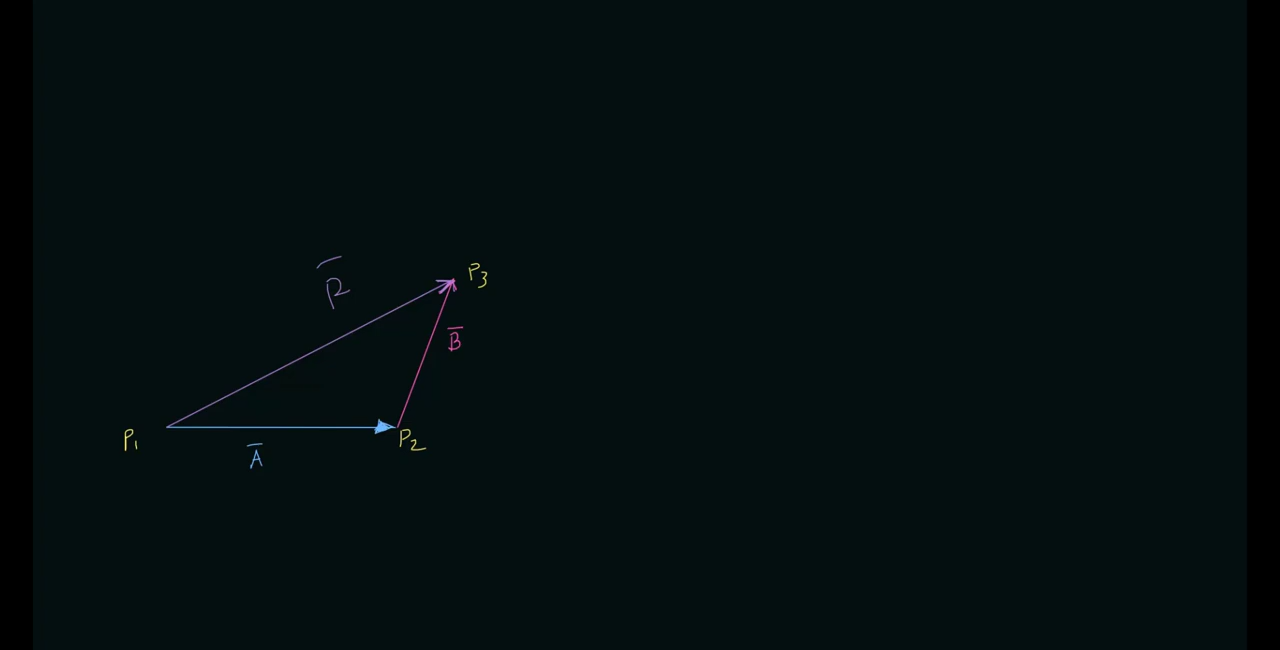 R̅
P₃
B̅
P₁
P₂
A̅